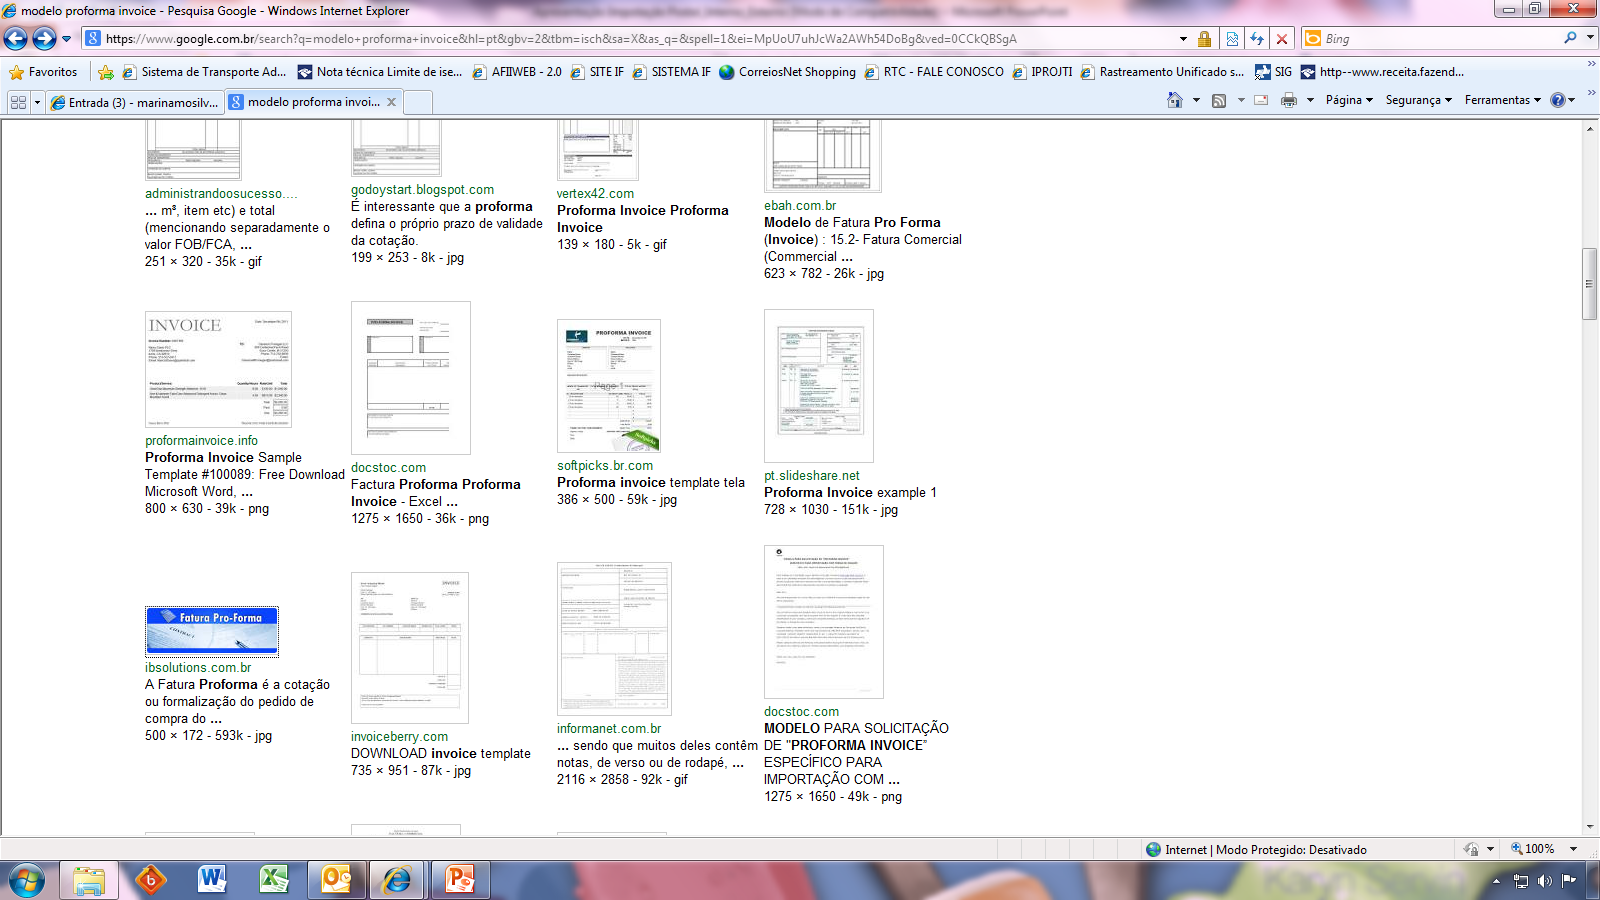 modelo proforma invoice - Pesquisa Google - Windows Internet Explorer
https://www.google.com.br/search?q=modelo+proforma+invoice&hl=pt&gbv=2&tbm=isch&sa=X&as_q=&spell=1&ei=MpUoU7uhJcWa2AWh54DoBg&ved=0CCkQBSgA
Bing
Favoritos
Sistema de Transporte Ad...
Nota técnica Limite de ise...
AFIIWEB - 2.0
SITE IF
SISTEMA IF
CorreiosNet Shopping
RTC - FALE CONOSCO
IPROJTI
Rastreamento Unificado s...
SIG
http--www.receita.fazend...
Entrada (3) - marinamosilv...
modelo proforma invoi...
Página
Segurança
Ferramentas
administrandoosucesso....
... m³, item etc) e total
(mencionando separadamente o
valor FOB/FCA, ...
251 × 320 - 35k - gif
godoystart.blogspot.com
É interessante que a proforma
defina o próprio prazo de validade
da cotação.
199 × 253 - 8k - jpg
vertex42.com
Proforma Invoice Proforma
Invoice
139 × 180 - 5k - gif
ebah.com.br
Modelo de Fatura Pro Forma
(Invoice) : 15.2- Fatura Comercial
(Commercial ...
623 × 782 - 26k - jpg
INVOICE
proformainvoice.info
Proforma Invoice Sample
Template #100089: Free Download
Microsoft Word, ...
800 × 630 - 39k - png
PROFORMA INVOICE
docstoc.com
Factura Proforma Proforma
Invoice - Excel ...
1275 × 1650 - 36k - png
PROFORMA INVOICE
Page 1
Softpicks
softpicks.br.com
Proforma invoice template tela
386 × 500 - 59k - jpg
pt.slideshare.net
Proforma Invoice example 1
728 × 1030 - 151k - jpg
Fatura Pro-Forma
CONTRACT
ibsolutions.com.br
A Fatura Proforma é a cotação
ou formalização do pedido de
compra do ...
500 × 172 - 593k - jpg
INVOICE
invoiceberry.com
DOWNLOAD invoice template
735 × 951 - 87k - jpg
informanet.com.br
... sendo que muitos deles contêm
notas, de verso ou de rodapé, ...
2116 × 2858 - 92k - gif
docstoc.com
MODELO PARA SOLICITAÇÃO
DE "PROFORMA INVOICE"
ESPECÍFICO PARA
IMPORTAÇÃO COM ...
1275 × 1650 - 49k - png
Internet | Modo Protegido: Desativado
100%